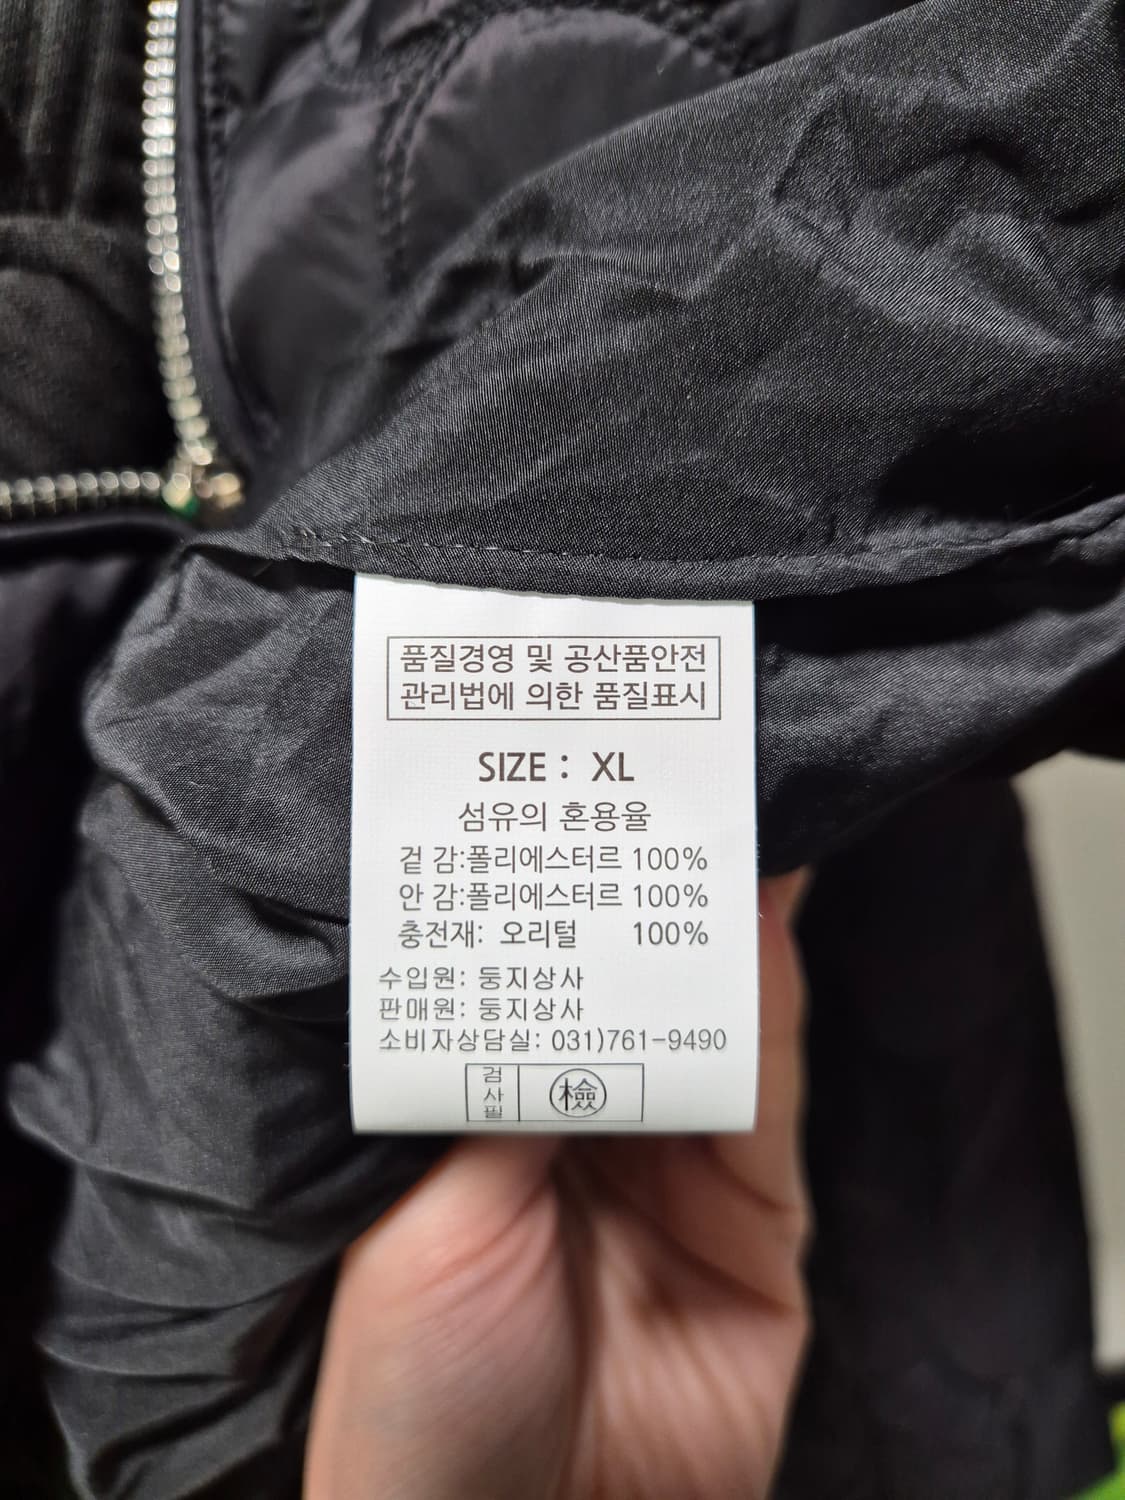 품질경영 및 공산품안전
관리법에 의한 품질표시
SIZE : XL
섬유의 혼용율
겉 감:폴리에스터르 100%
안 감:폴리에스터르 100%
충전재: 오리털 100%
수입원: 둥지상사
판매원: 둥지상사
소비자상담실: 031)761-9490
검사필 檢